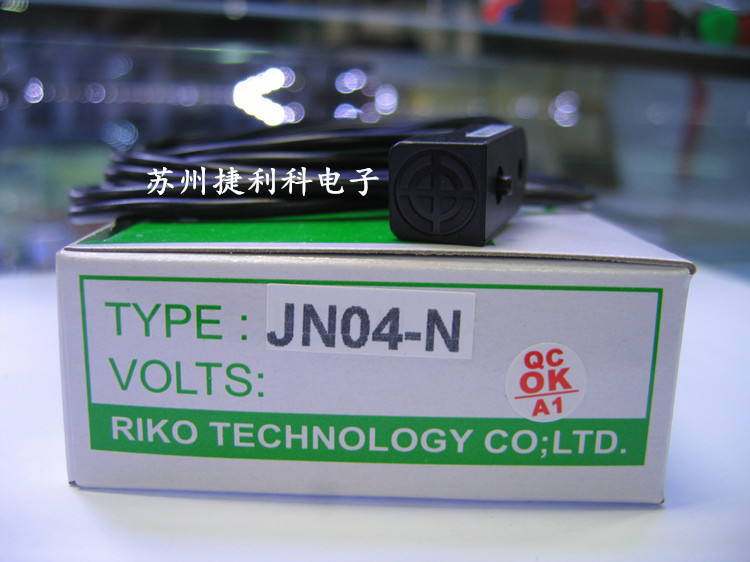 苏州捷利科电子
TYPE : JN04-N
VOLTS:
QC
OK
A1
RIKO TECHNOLOGY CO;LTD.